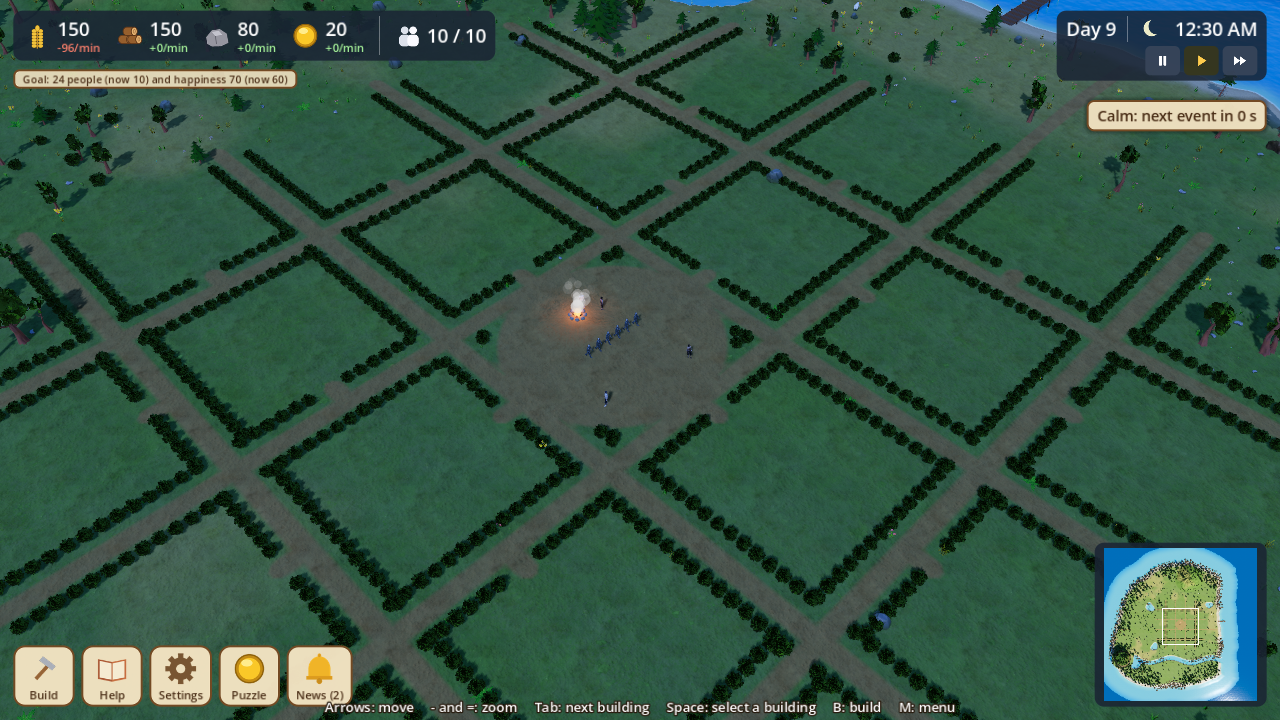 150
-96/min
150
+0/min
80
+0/min
20
+0/min
10 / 10
Day 9
12:30 AM
Goal: 24 people (now 10) and happiness 70 (now 60)
Calm: next event in 0 s
Build
Help
Settings
Puzzle
News (2)
Arrows: move - and =: zoom Tab: next building Space: select a building B: build M: menu